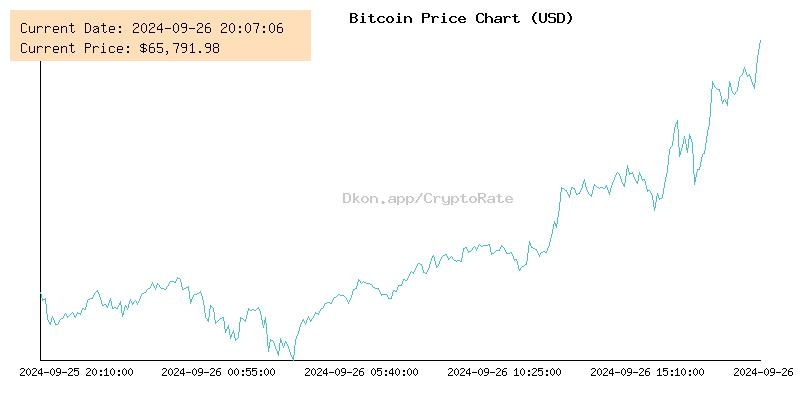 Bitcoin Price Chart (USD)
Current Date: 2024-09-26 20:07:06
Current Price: $65,791.98
Dkon.app/CryptoRate
2024-09-25 20:10:00 2024-09-26 00:55:00 2024-09-26 05:40:00 2024-09-26 10:25:00 2024-09-26 15:10:00 2024-09-26